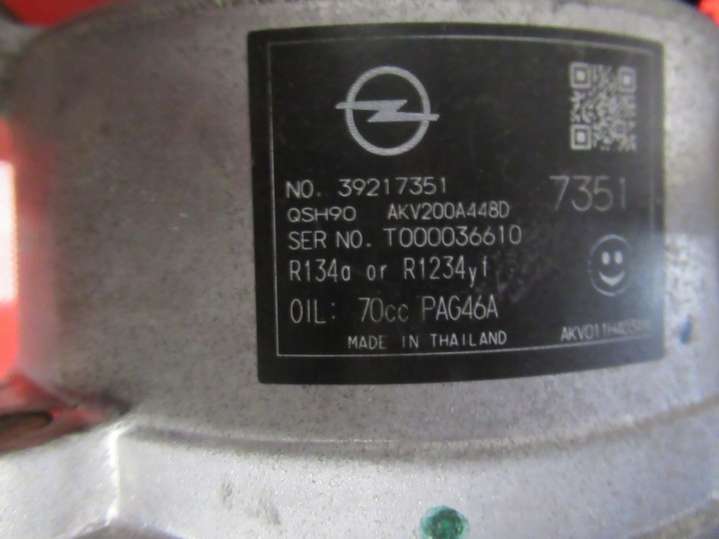 NO. 39217351
7351
QSH90 AKV200A448D
SER NO. T000036610
R134a or R1234yf
OIL: 70cc PAG46A
MADE IN THAILAND